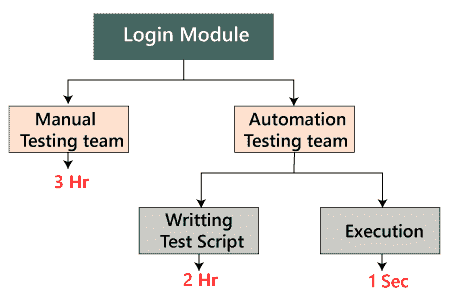 Login Module
Manual
Testing team
Automation
Testing team
3 Hr
Writting
Test Script
Execution
2 Hr
1 Sec